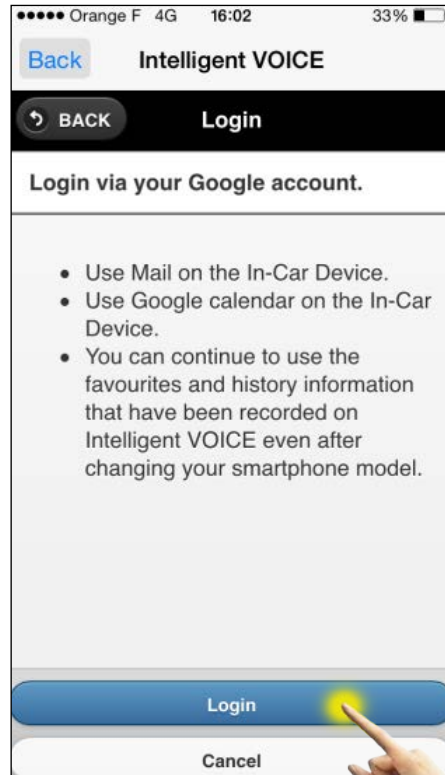 ●●●●● Orange F 4G 16:02 33%
Back Intelligent VOICE
BACK Login
Login via your Google account.
• Use Mail on the In-Car Device.
• Use Google calendar on the In-Car
Device.
• You can continue to use the
favourites and history information
that have been recorded on
Intelligent VOICE even after
changing your smartphone model.
Login
Cancel